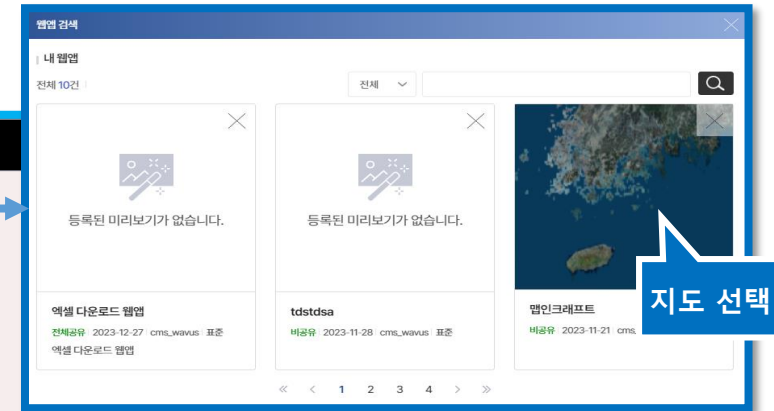 웹앱 검색
내 웹앱
전체 10건
전체
등록된 미리보기가 없습니다.
등록된 미리보기가 없습니다.
엑셀 다운로드 웹앱
전체공유 2023-12-27 cms_wavus 표준
엑셀 다운로드 웹앱
tdstdsa
비공유 2023-11-28 cms_wavus 표준
맵인크래프트
비공유 2023-11-21 cms_
지도 선택
« < 1 2 3 4 > »